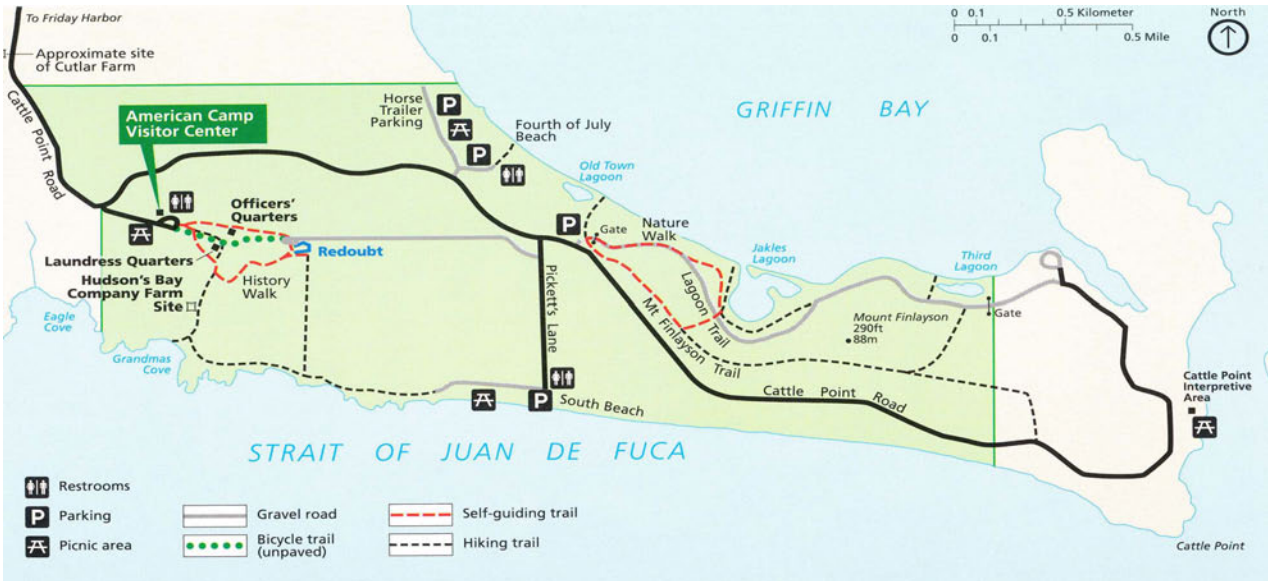 To Friday Harbor
Approximate site
of Cutlar Farm
Cattle Point Road
American Camp
Visitor Center
Horse
Trailer
Parking
P
P
Fourth of July
Beach
Old Town
Lagoon
GRIFFIN BAY
0 0.1 0.5 Kilometer
0 0.1 0.5 Mile
North
Officers'
Quarters
Redoubt
Laundress Quarters
Hudson's Bay
Company Farm
Site
History
Walk
Eagle
Cove
Grandmas
Cove
P
Gate
Nature
Walk
Jakles
Lagoon
Third
Lagoon
Lagoon Trail
Pickett's Lane
Mt Finlayson Trail
Mount Finlayson
290ft
88m
Gate
Cattle Point Road
P
South Beach
Cattle Point
Interpretive
Area
STRAIT OF JUAN DE FUCA
Restrooms
P Parking
Picnic area
Gravel road
Bicycle trail
(unpaved)
Self-guiding trail
Hiking trail
Cattle Point